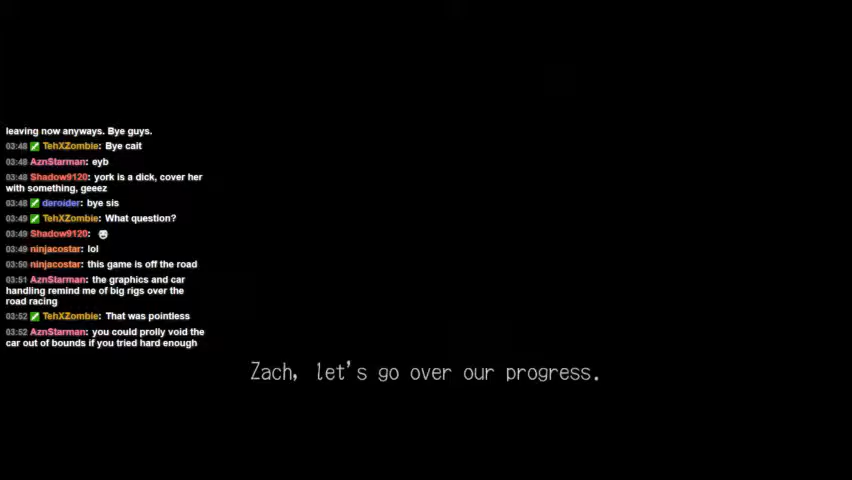 leaving now anyways. Bye guys.
03:48 TehXZombie: Bye cait
03:48 AznStarman: eyb
03:48 Shadow9120: york is a dick, cover her
with something, geeez
03:48 deroider: bye sis
03:49 TehXZombie: What question?
03:49 Shadow9120:
03:49 ninjacostar: lol
03:50 ninjacostar: this game is off the road
03:51 AznStarman: the graphics and car
handling remind me of big rigs over the
road racing
03:52 TehXZombie: That was pointless
03:52 AznStarman: you could prolly void the
car out of bounds if you tried hard enough
Zach, let's go over our progress.